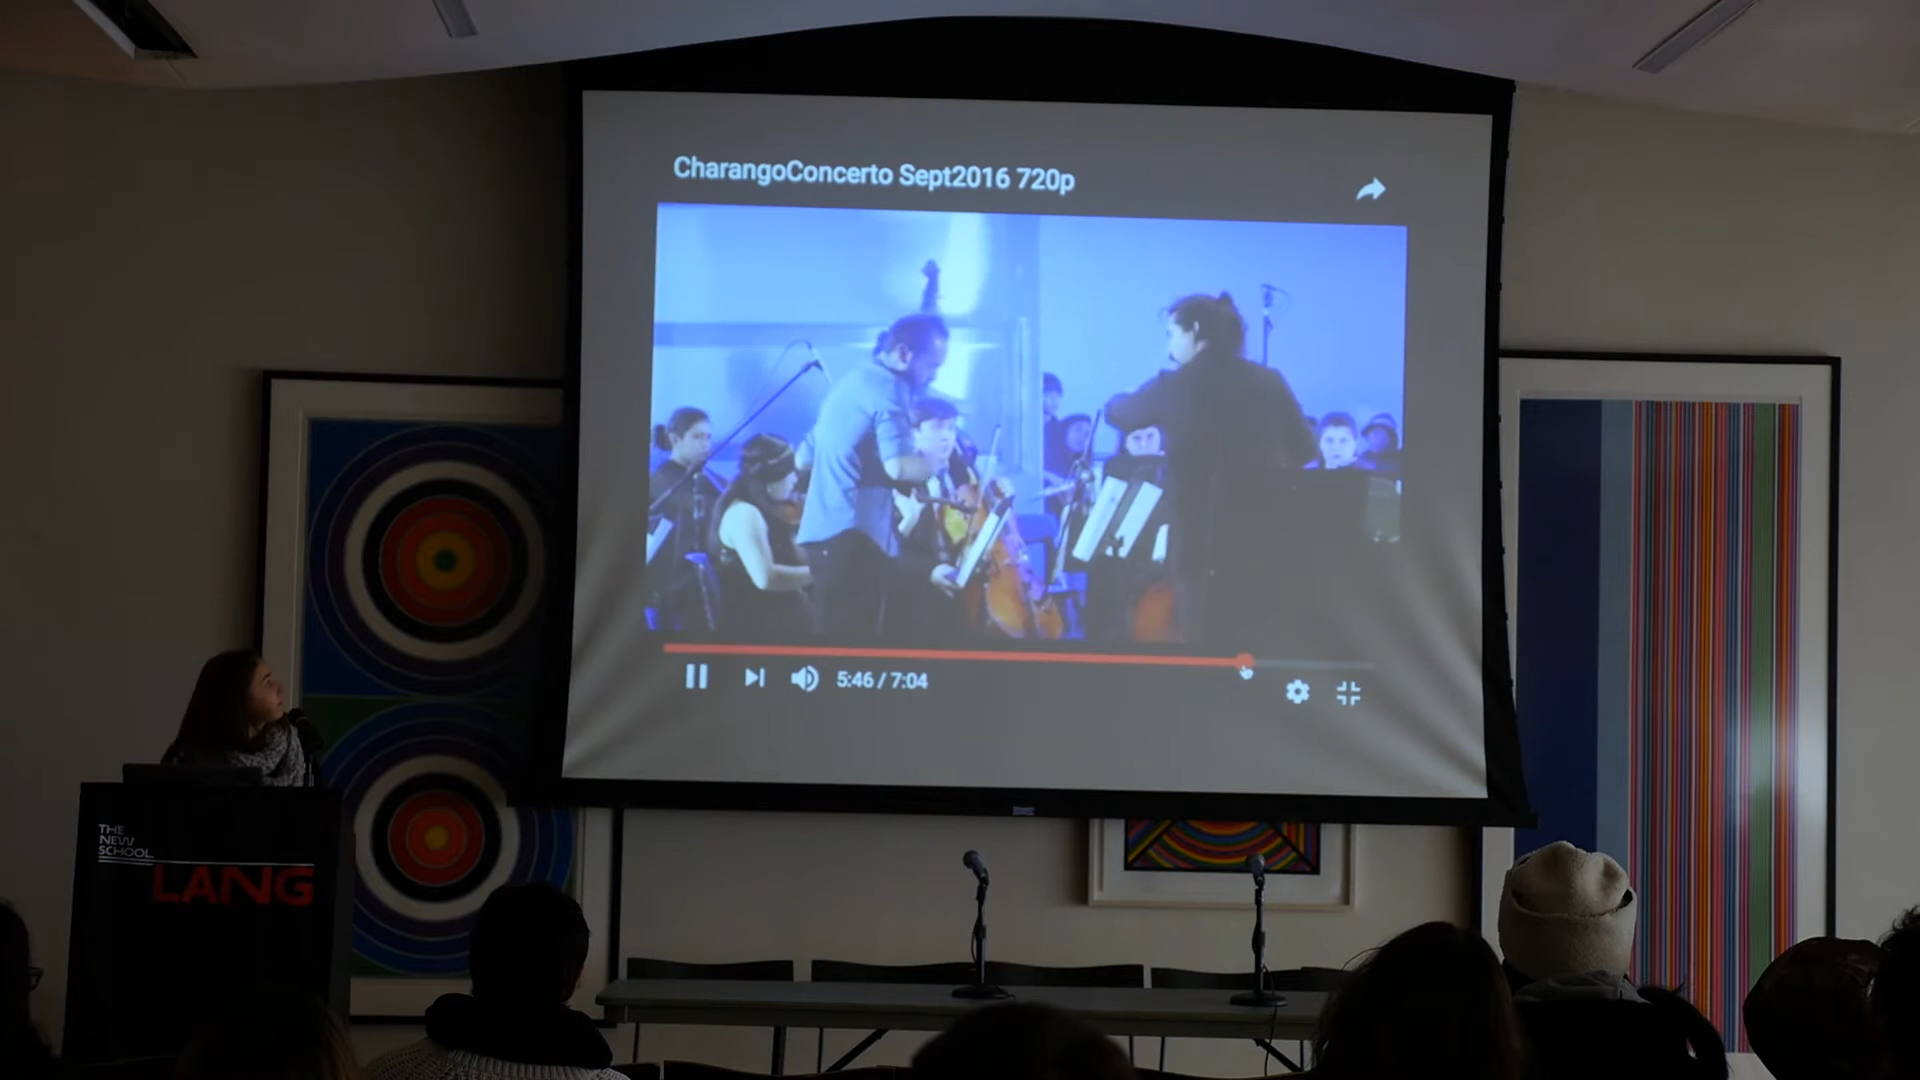 CharangoConcerto Sept2016 720p
5:46 / 7:04
THE
NEW
SCHOOL
LANG